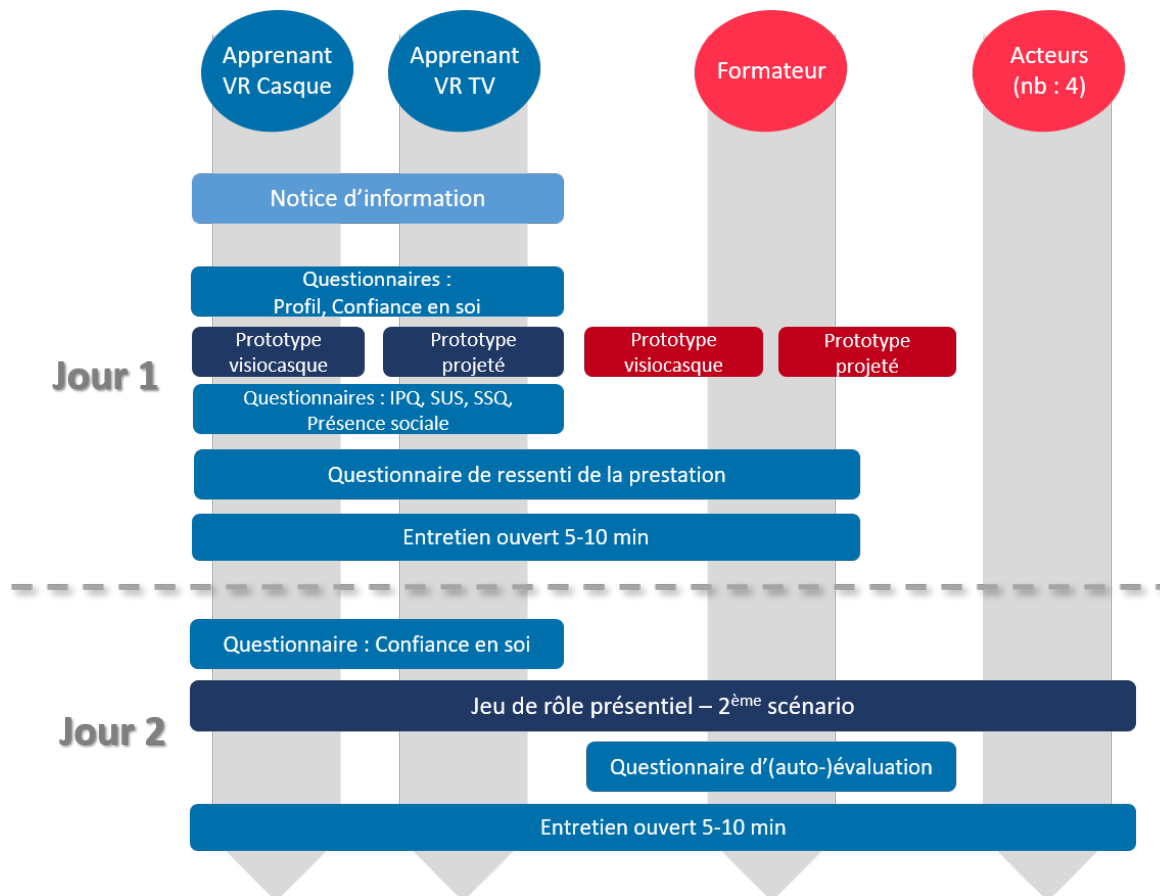 Apprenant
VR Casque
Apprenant
VR TV
Formateur
Acteurs
(nb : 4)
Notice d'information
Questionnaires :
Profil, Confiance en soi
Jour 1
Prototype
visiocasque
Prototype
projeté
Prototype
visiocasque
Prototype
projeté
Questionnaires : IPQ, SUS, SSQ,
Présence sociale
Questionnaire de ressenti de la prestation
Entretien ouvert 5-10 min
Questionnaire : Confiance en soi
Jour 2
Jeu de rôle présentiel – 2ème scénario
Questionnaire d'(auto-)évaluation
Entretien ouvert 5-10 min